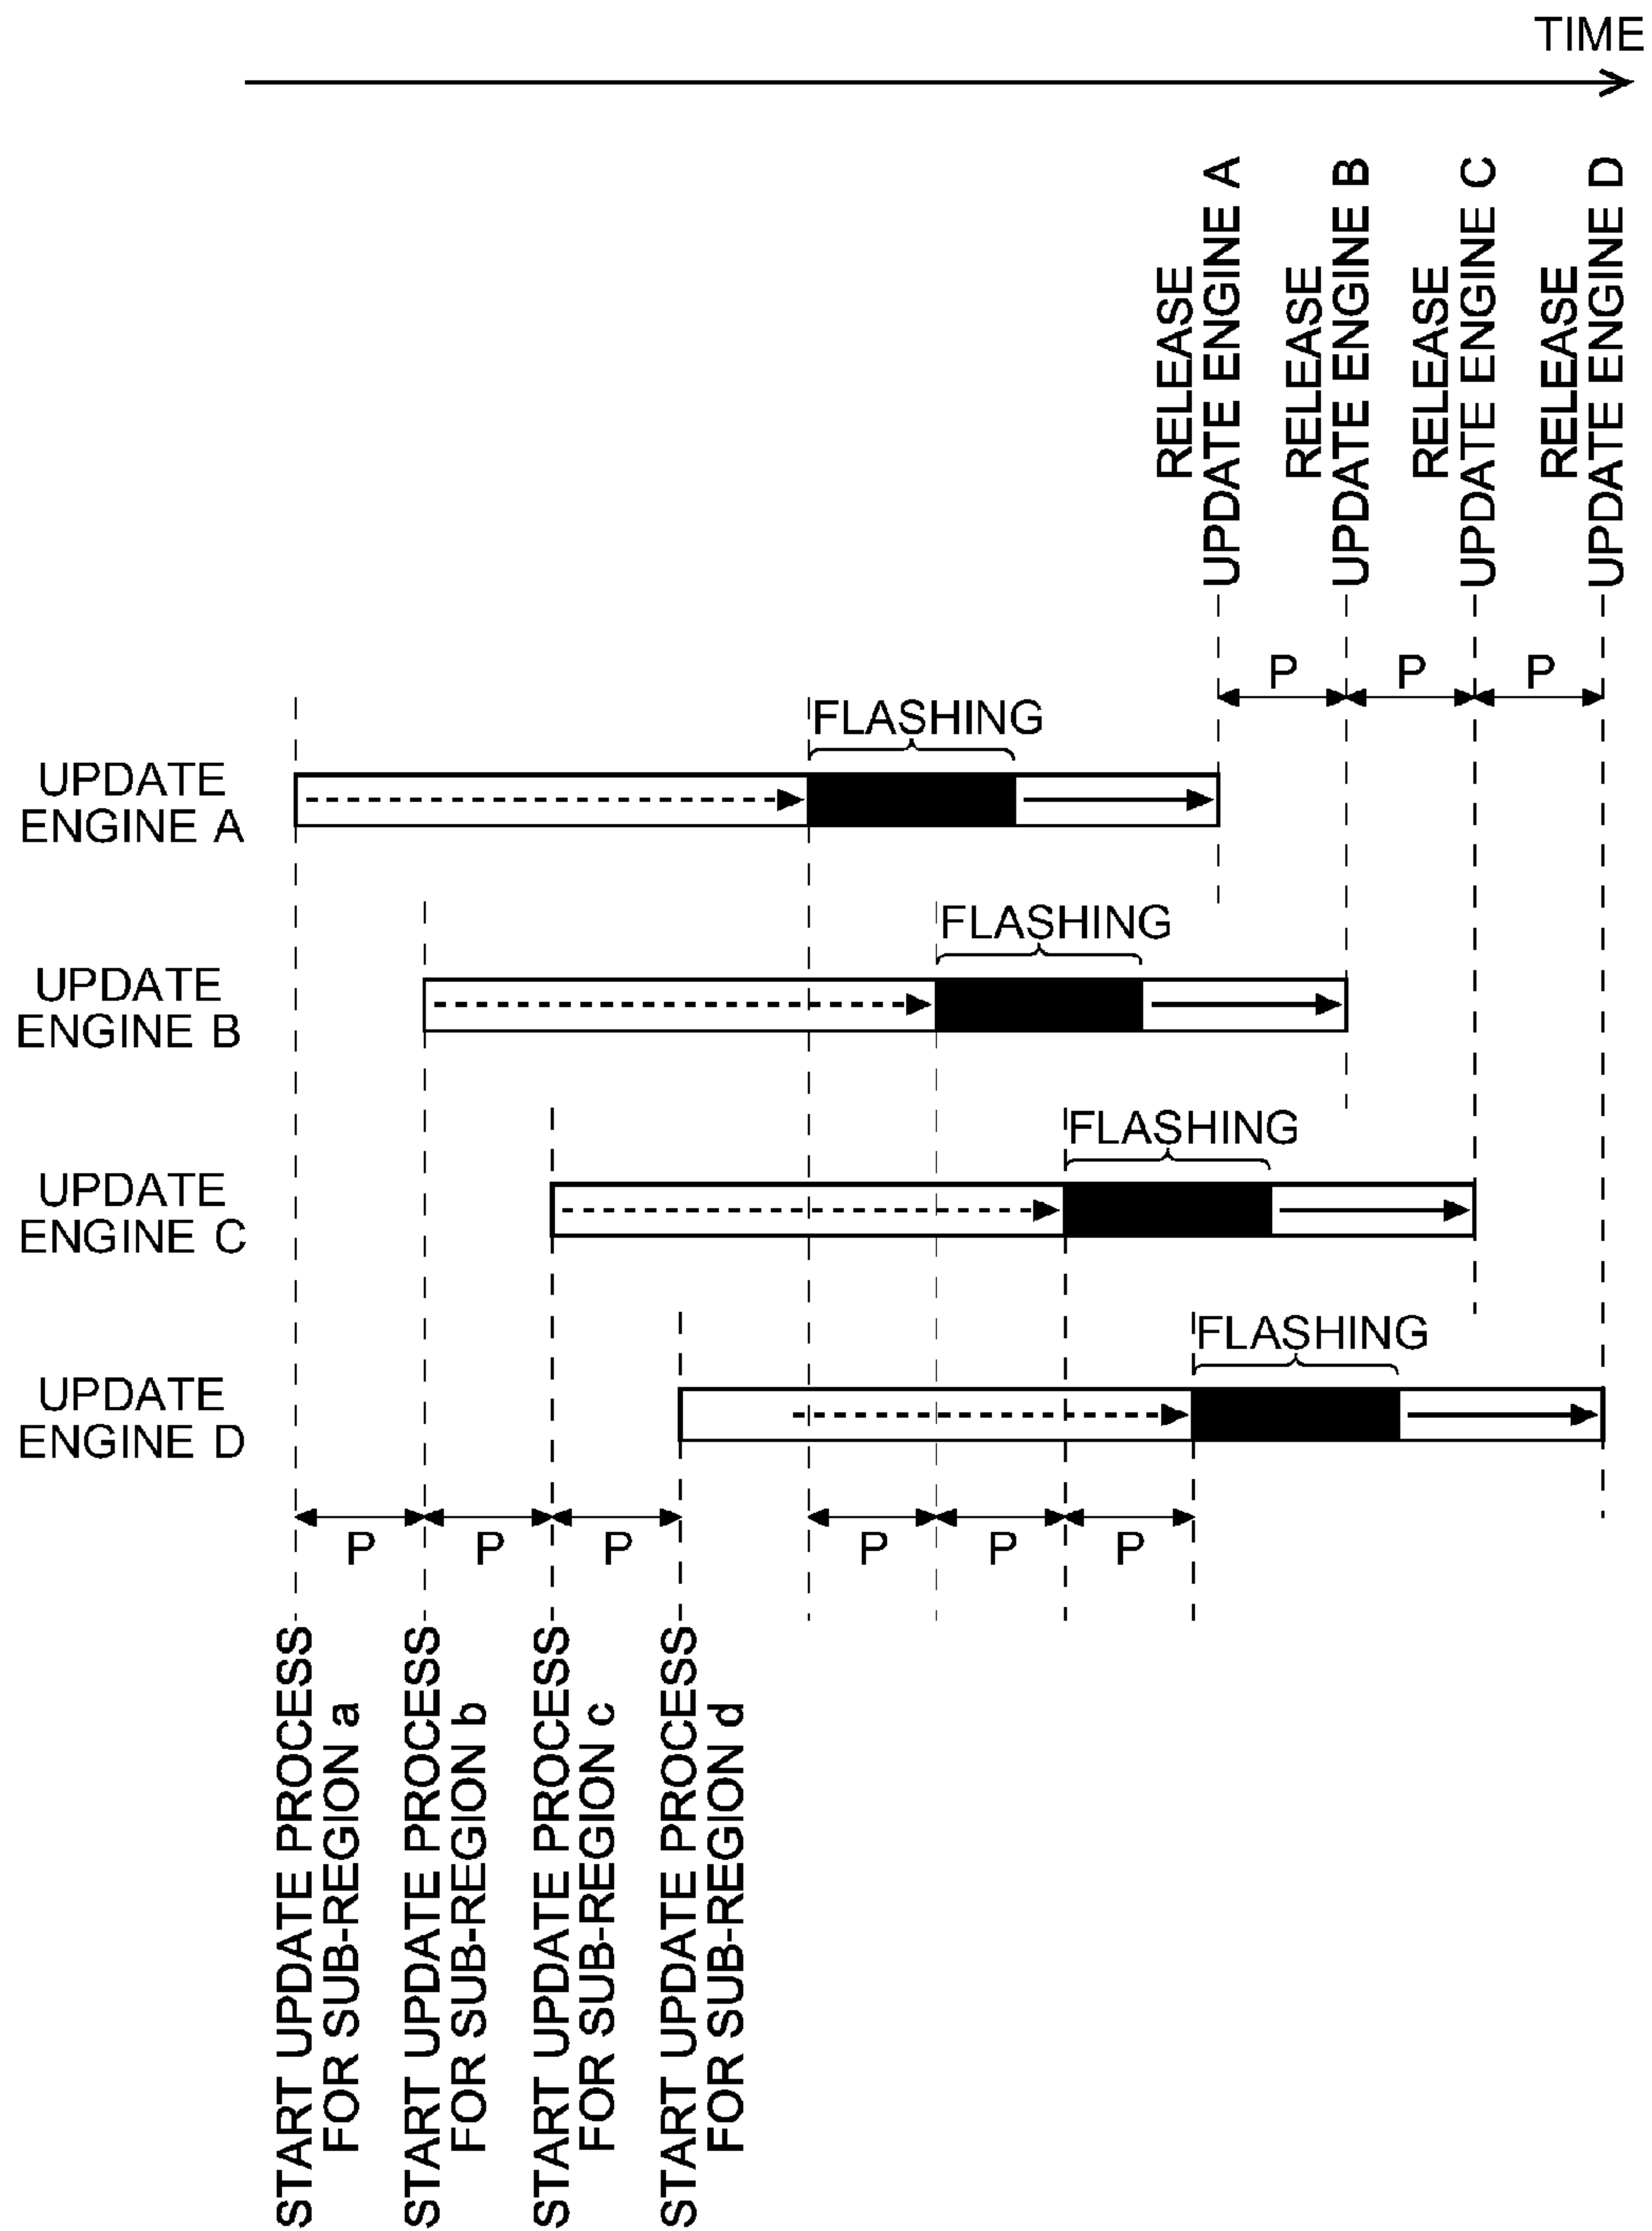 TIME
RELEASE
UPDATE ENGINE A
RELEASE
UPDATE ENGINE B
RELEASE
UPDATE ENGINE C
RELEASE
UPDATE ENGINE D
P
P
P
FLASHING
UPDATE
ENGINE A
FLASHING
UPDATE
ENGINE B
FLASHING
UPDATE
ENGINE C
FLASHING
UPDATE
ENGINE D
P
P
P
P
P
P
START UPDATE PROCESS
FOR SUB-REGION a
START UPDATE PROCESS
FOR SUB-REGION b
START UPDATE PROCESS
FOR SUB-REGION c
START UPDATE PROCESS
FOR SUB-REGION d